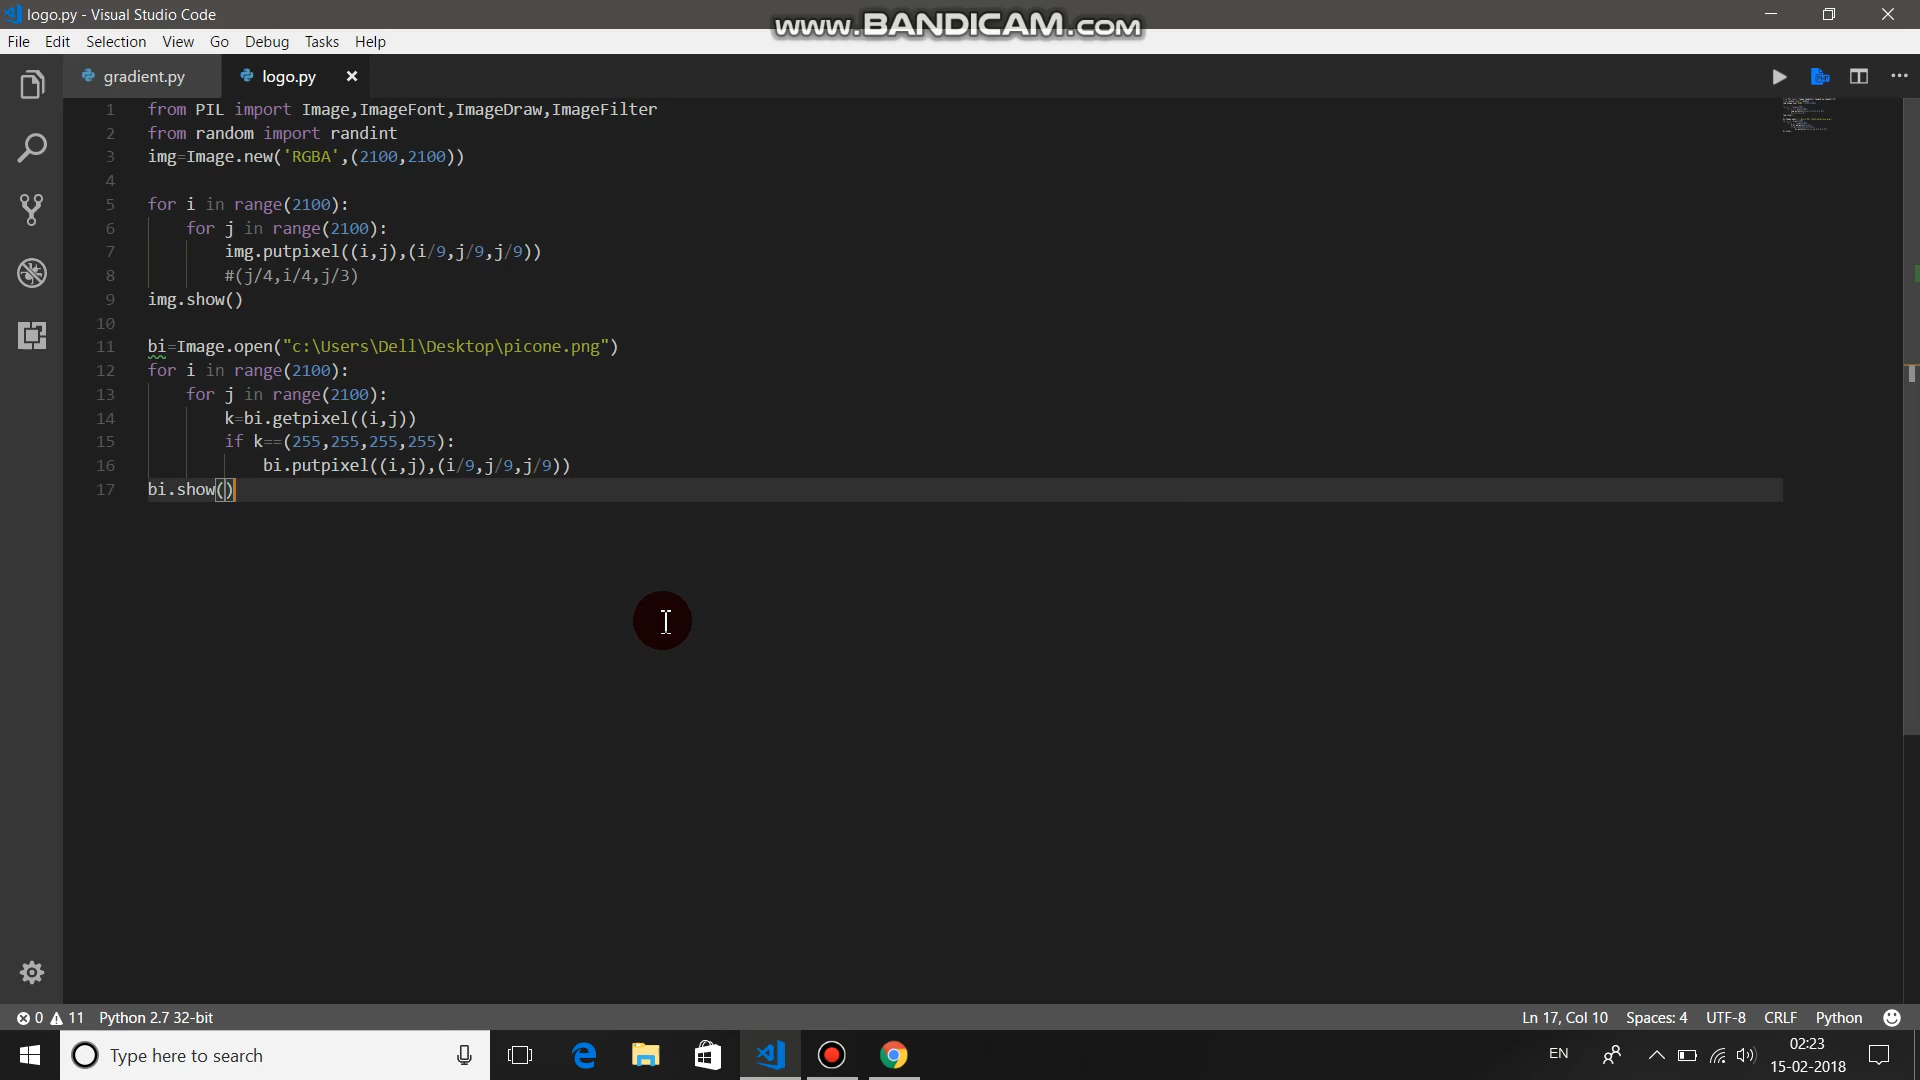 logo.py - Visual Studio Code
www.BANDICAM.com
File Edit Selection View Go Debug Tasks Help
gradient.py logo.py
1 from PIL import Image,ImageFont,ImageDraw,ImageFilter
2 from random import randint
3 img=Image.new('RGBA',(2100,2100))
4
5 for i in range(2100):
6 for j in range(2100):
7 img.putpixel((i,j),(i/9,j/9,j/9))
8 #(j/4,i/4,j/3)
9 img.show()
10
11 bi=Image.open("c:\Users\Dell\Desktop\picone.png")
12 for i in range(2100):
13 for j in range(2100):
14 k=bi.getpixel((i,j))
15 if k==(255,255,255,255):
16 bi.putpixel((i,j),(i/9,j/9,j/9))
17 bi.show()
0 11 Python 2.7 32-bit Ln 17, Col 10 Spaces: 4 UTF-8 CRLF Python
Type here to search EN 02:23
15-02-2018